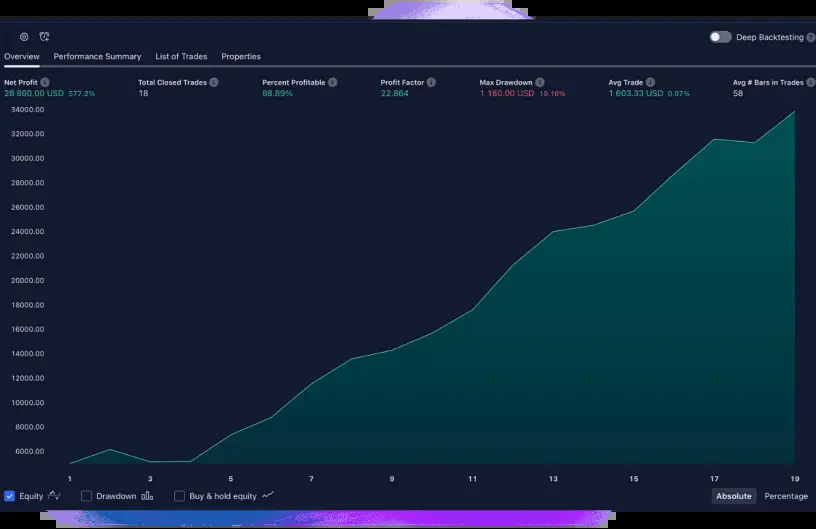 Deep Backtesting
Overview Performance Summary List of Trades Properties
Net Profit Total Closed Trades Percent Profitable Profit Factor Max Drawdown Avg Trade Avg # Bars in Trades
28 860.00 USD 577.2% 18 88.89% 22.864 1 180.00 USD 19.16% 1 603.33 USD 0.07% 58
34000.00
32000.00
30000.00
28000.00
26000.00
24000.00
22000.00
20000.00
18000.00
16000.00
14000.00
12000.00
10000.00
8000.00
6000.00
1 3 5 7 9 11 13 15 17 19
Equity Drawdown Buy & hold equity Absolute Percentage